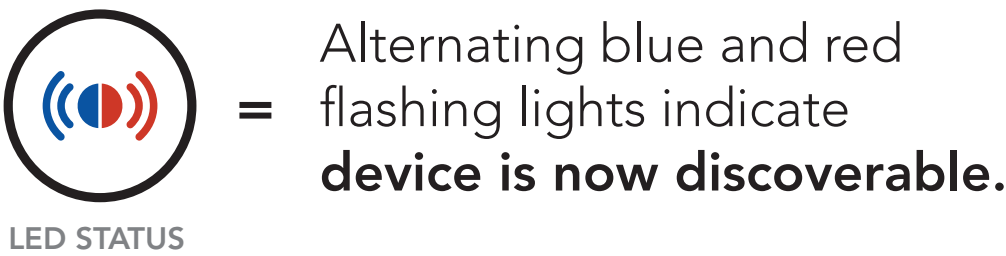 Alternating blue and red
= flashing lights indicate
device is now discoverable.
LED STATUS